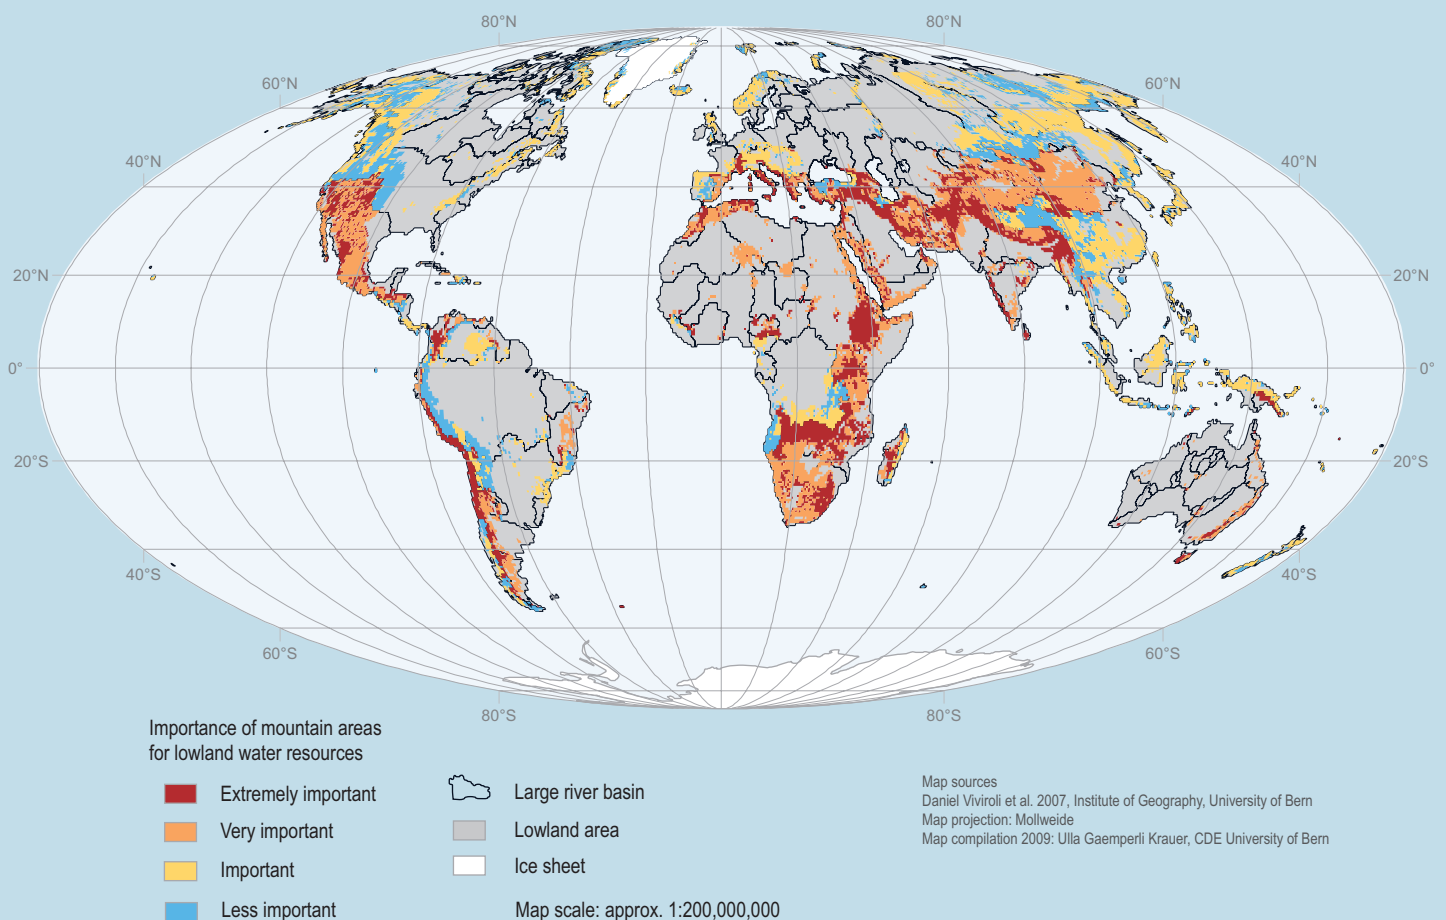 80°N
80°N
60°N
60°N
40°N
40°N
20°N
20°N
0°
0°
20°S
20°S
40°S
40°S
60°S
60°S
80°S
80°S
Importance of mountain areas
for lowland water resources
Extremely important
Very important
Important
Less important
Large river basin
Lowland area
Ice sheet
Map scale: approx. 1:200,000,000
Map sources
Daniel Viviroli et al. 2007, Institute of Geography, University of Bern
Map projection: Mollweide
Map compilation 2009: Ulla Gaemperli Krauer, CDE University of Bern